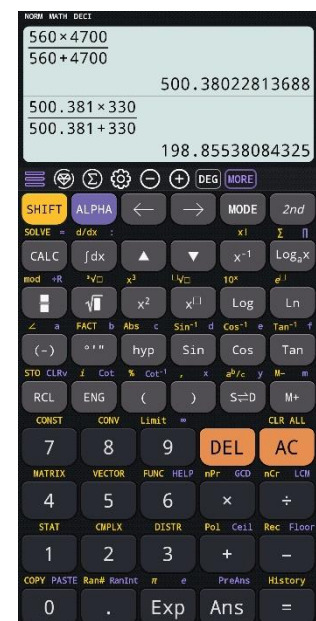 NORM MATH DECI
560×4700
560+4700
500.38022813688
500.381×330
500.381+330
198.85538084325
DEG MORE
SHIFT ALPHA ← → MODE 2nd
SOLVE = d/dx : x! Σ Π
CALC ∫dx ▲ ▼ x⁻¹ Logₐx
mod ÷R ³√□ x³ 10ˣ
√□ x² Log Ln
∠ a FACT b Abs c Sin⁻¹ d Cos⁻¹ e Tan⁻¹ f
(-) °'" hyp Sin Cos Tan
STO CLRv i Cot % Cot⁻¹ , x aᵇ/c y M- m
RCL ENG ( ) S⇌D M+
CONST CONV Limit ∞ CLR ALL
7 8 9 DEL AC
MATRIX VECTOR FUNC HELP nPr GCD nCr LCM
4 5 6 × ÷
STAT CMPLX DISTR Pol Ceil Rec Floor
1 2 3 + −
COPY PASTE Ran# RanInt π e PreAns History
0 . Exp Ans =